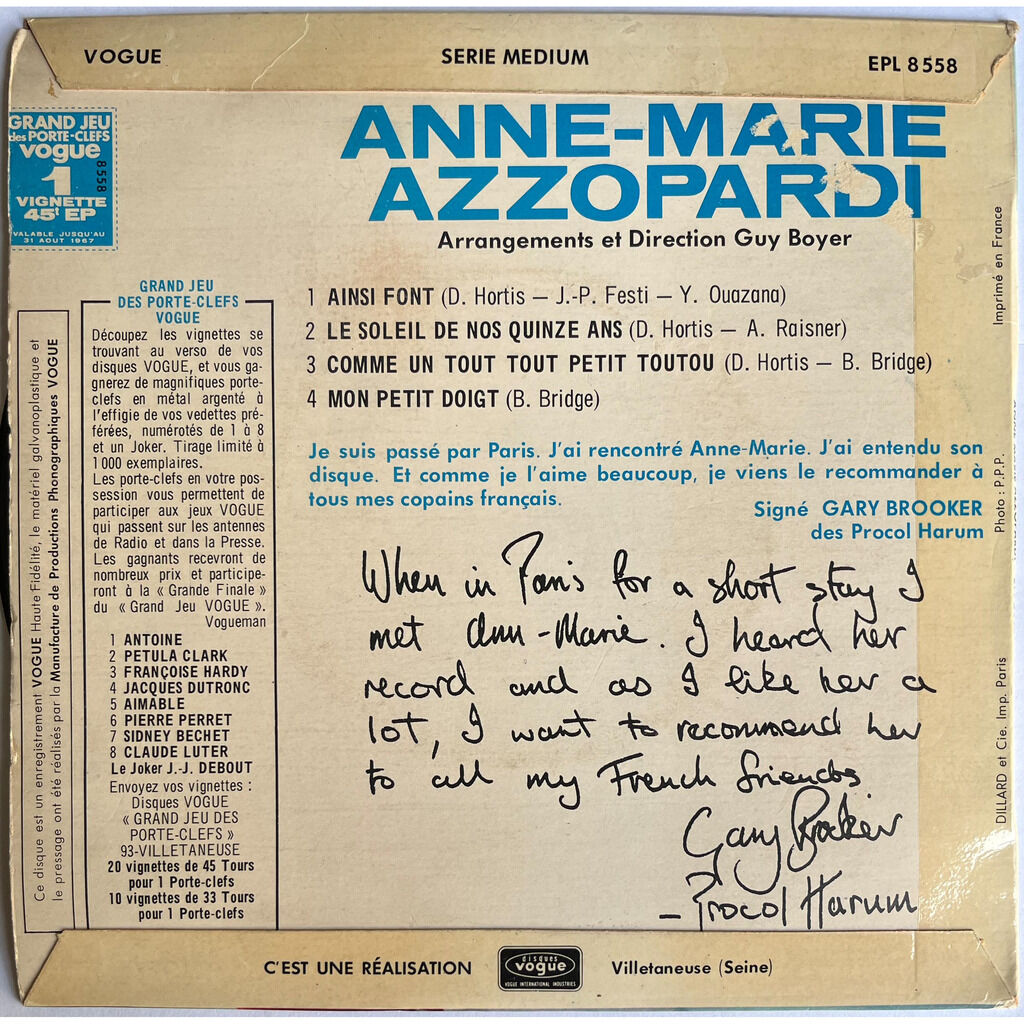 VOGUE SERIE MEDIUM EPL 8558
GRAND JEU
des PORTE-CLEFS
vogue
1
8558
VIGNETTE
45t EP
VALABLE JUSQU'AU
31 AOUT 1967
ANNE-MARIE
AZZOPARDI
Arrangements et Direction Guy Boyer
1 AINSI FONT (D. Hortis — J.-P. Festi — Y. Ouazana)
2 LE SOLEIL DE NOS QUINZE ANS (D. Hortis — A. Raisner)
3 COMME UN TOUT TOUT PETIT TOUTOU (D. Hortis — B. Bridge)
4 MON PETIT DOIGT (B. Bridge)
Je suis passé par Paris. J'ai rencontré Anne-Marie. J'ai entendu son
disque. Et comme je l'aime beaucoup, je viens le recommander à
tous mes copains français.
Signé GARY BROOKER
des Procol Harum
When in Paris for a short stay I
met Ann-Marie. I heard her
record and as I like her a
lot, I want to recommend her
to all my French friends
Gary Brooker
- Procol Harum
GRAND JEU
DES PORTE-CLEFS
VOGUE
Découpez les vignettes se
trouvant au verso de vos
disques VOGUE, et vous ga-
gnerez de magnifiques porte-
clefs en métal argenté à
l'effigie de vos vedettes pré-
férées, numérotés de 1 à 8
et un Joker. Tirage limité à
1000 exemplaires.
Les porte-clefs en votre pos-
session vous permettent de
participer aux jeux VOGUE
qui passent sur les antennes
de Radio et dans la Presse.
Les gagnants recevront de
nombreux prix et participe-
ront à la « Grande Finale »
du « Grand Jeu VOGUE ».
Vogueman
1 ANTOINE
2 PETULA CLARK
3 FRANÇOISE HARDY
4 JACQUES DUTRONC
5 AIMABLE
6 PIERRE PERRET
7 SIDNEY BECHET
8 CLAUDE LUTER
Le Joker J.-J. DEBOUT
Envoyez vos vignettes :
Disques VOGUE
« GRAND JEU DES
PORTE-CLEFS »
93-VILLETANEUSE
20 vignettes de 45 Tours
pour 1 Porte-clefs
10 vignettes de 33 Tours
pour 1 Porte-clefs
Ce disque est un enregistrement VOGUE Haute Fidélité, le matériel galvanoplastique et
le pressage ont été réalisés par la Manufacture de Productions Phonographiques VOGUE
Imprimé en France
Photo : P.P.P.
DILLARD et Cie. Imp. Paris
C'EST UNE RÉALISATION
disques
vogue
VOGUE INTERNATIONAL INDUSTRIES
Villetaneuse (Seine)